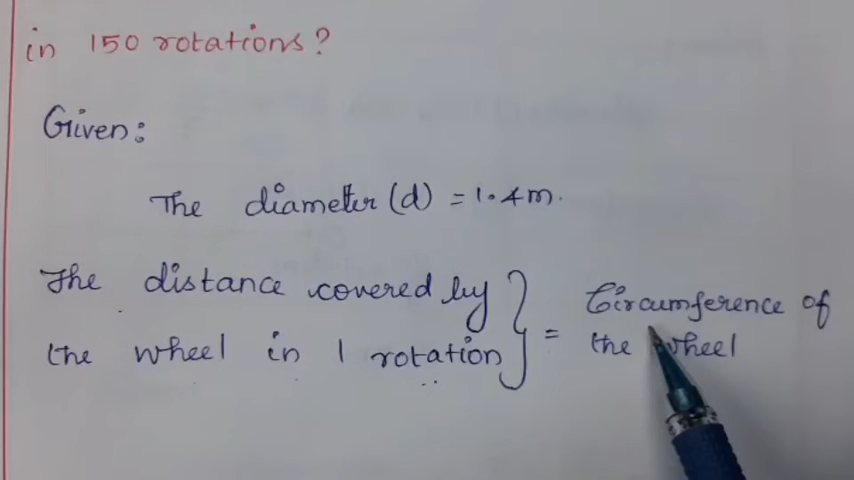 in 150 rotations?
Given:
The diameter (d) = 1.4m.
The distance covered by } = Circumference of
the wheel in 1 rotation the wheel